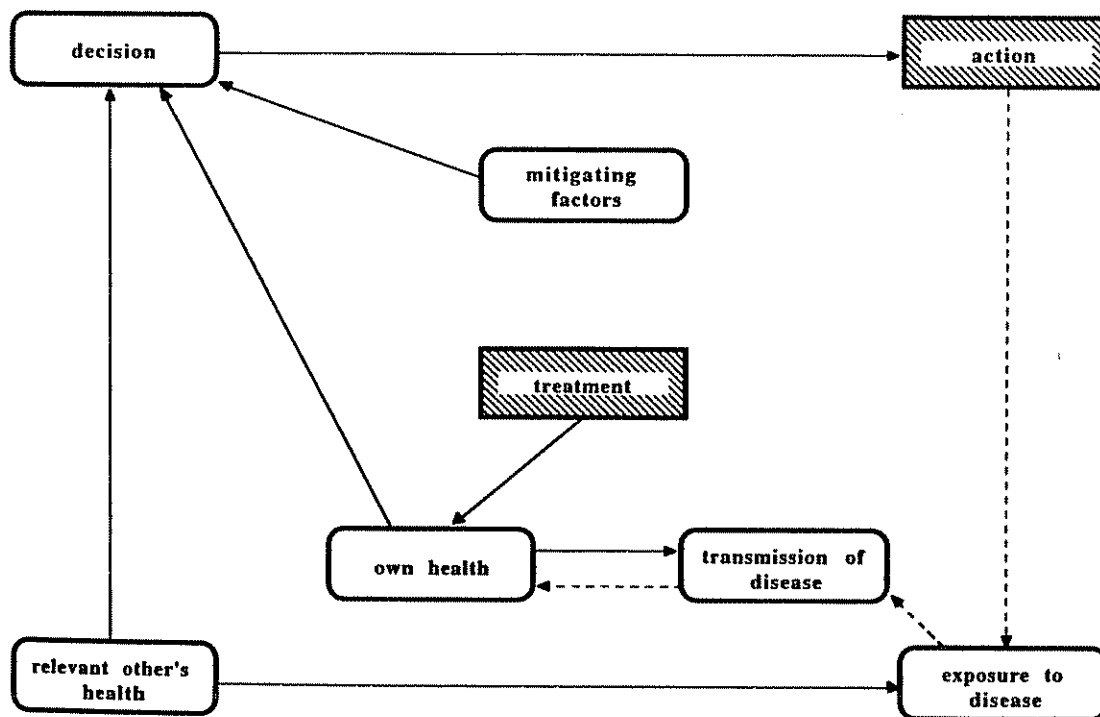 decision
action
mitigating
factors
treatment
own health
transmission of
disease
relevant other's
health
exposure to
disease